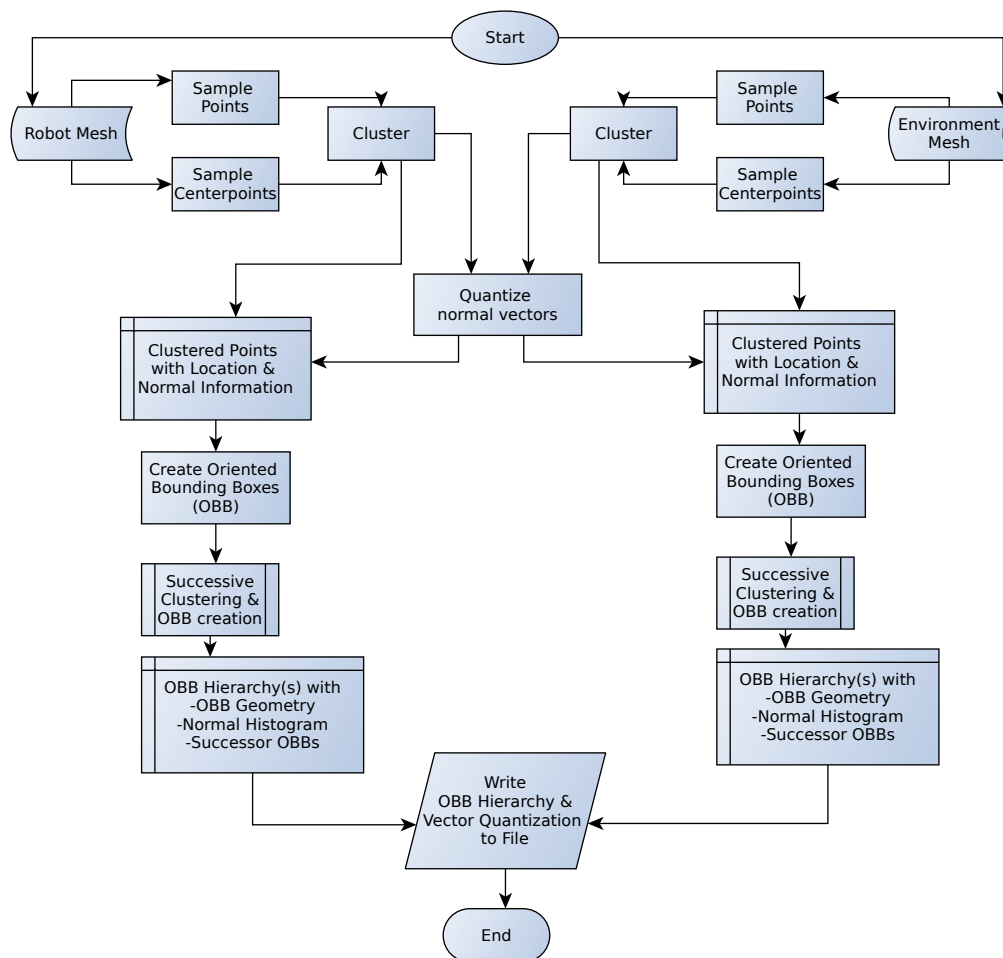 Start
Robot Mesh
Sample
Points
Sample
Centerpoints
Cluster
Cluster
Sample
Points
Sample
Centerpoints
Environment
Mesh
Quantize
normal vectors
Clustered Points
with Location &
Normal Information
Clustered Points
with Location &
Normal Information
Create Oriented
Bounding Boxes
(OBB)
Create Oriented
Bounding Boxes
(OBB)
Successive
Clustering &
OBB creation
Successive
Clustering &
OBB creation
OBB Hierarchy(s) with
-OBB Geometry
-Normal Histogram
-Successor OBBs
OBB Hierarchy(s) with
-OBB Geometry
-Normal Histogram
-Successor OBBs
Write
OBB Hierarchy &
Vector Quantization
to File
End